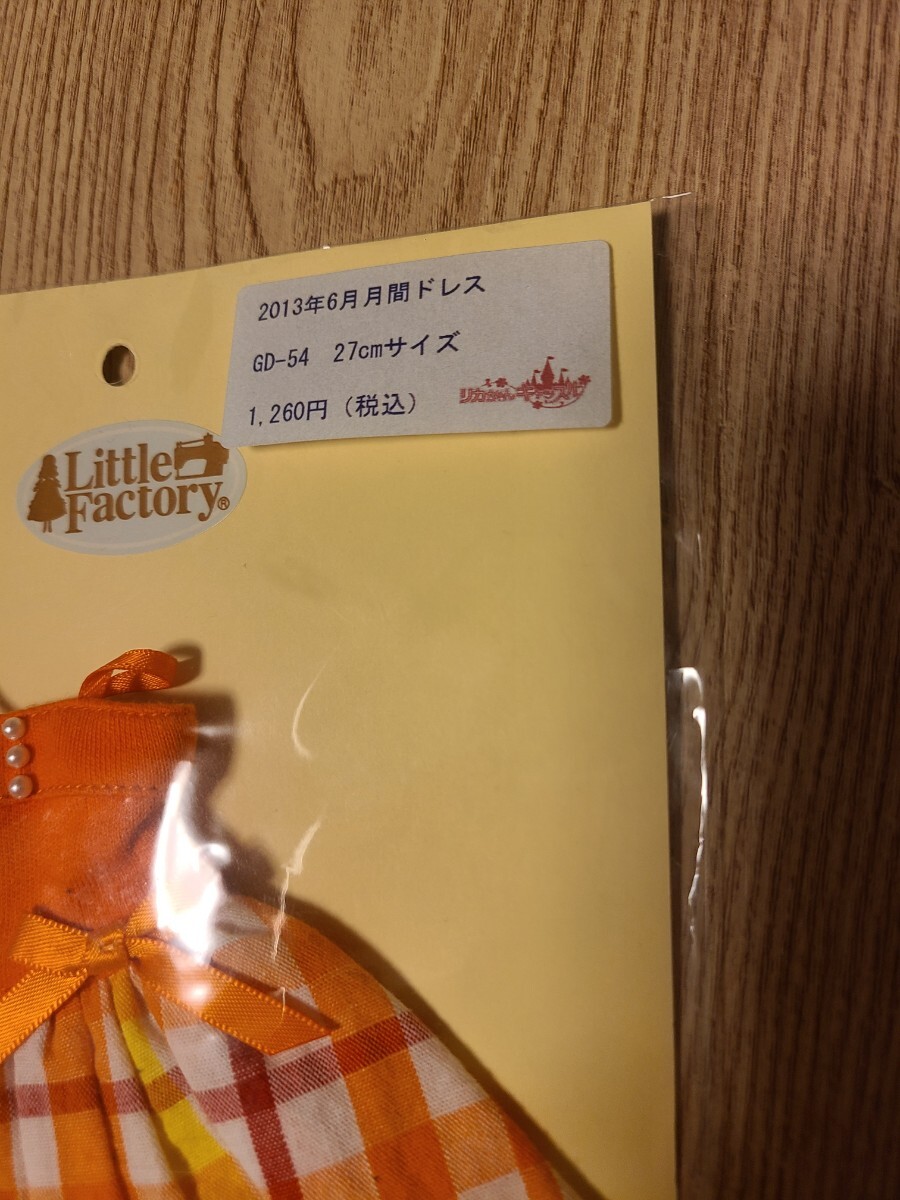 2013年6月月間ドレス
GD-54 27cmサイズ
1,260円（税込）
リカちゃんキャッスル
Little
Factory®